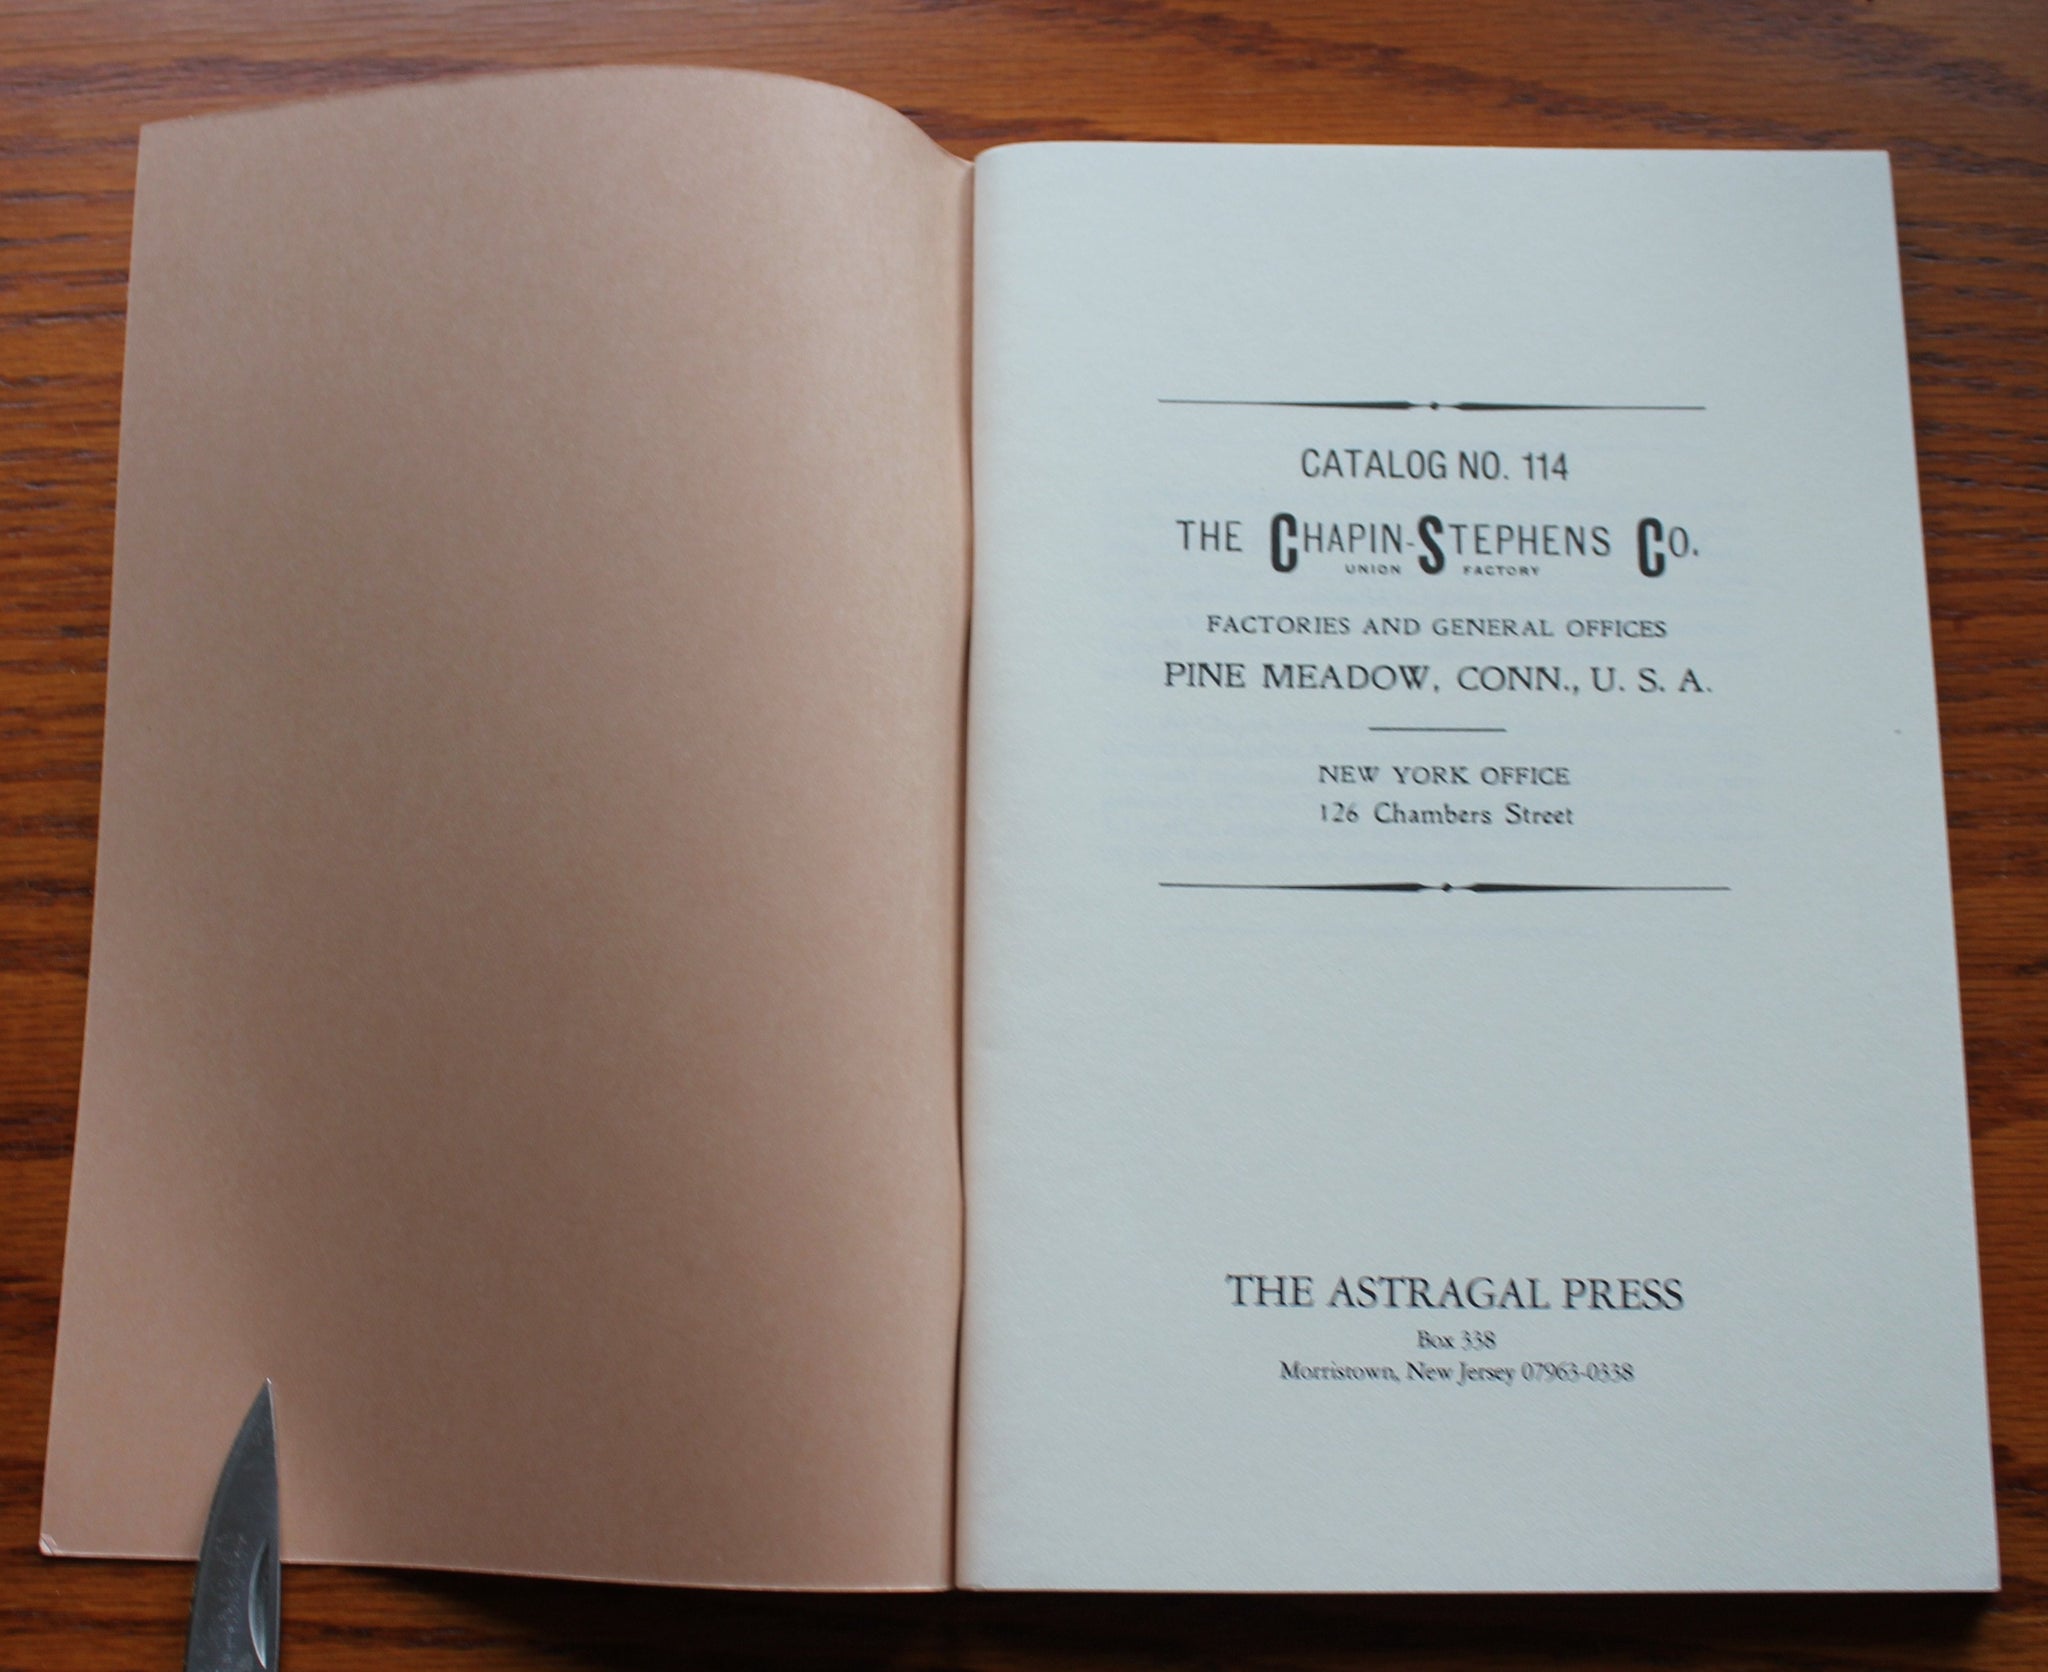 CATALOG NO. 114
THE CHAPIN-STEPHENS CO.
UNION FACTORY
FACTORIES AND GENERAL OFFICES
PINE MEADOW, CONN., U. S. A.
NEW YORK OFFICE
126 Chambers Street
THE ASTRAGAL PRESS
Box 338
Morristown, New Jersey 07963-0338